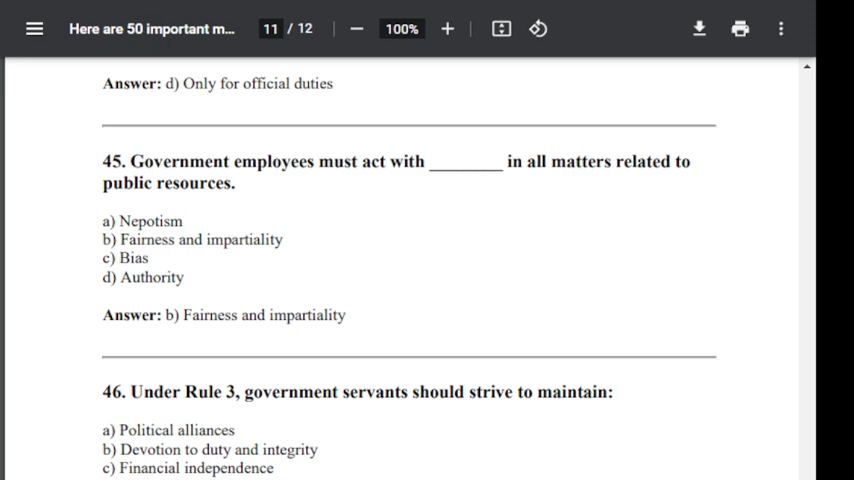 Here are 50 important m... 11 / 12 100%
Answer: d) Only for official duties
45. Government employees must act with ________ in all matters related to
public resources.
a) Nepotism
b) Fairness and impartiality
c) Bias
d) Authority
Answer: b) Fairness and impartiality
46. Under Rule 3, government servants should strive to maintain:
a) Political alliances
b) Devotion to duty and integrity
c) Financial independence